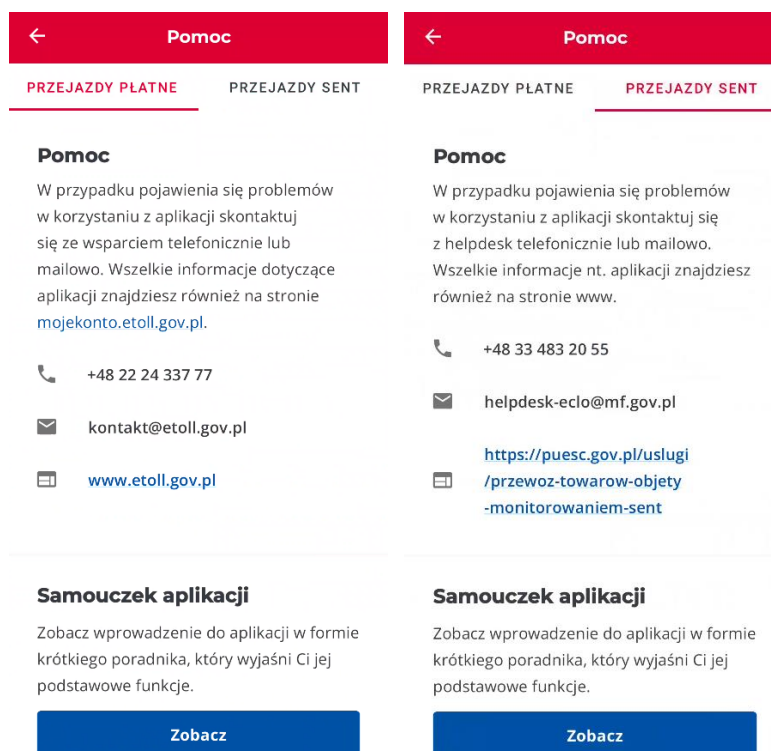 Pomoc
PRZEJAZDY PŁATNE
PRZEJAZDY SENT
Pomoc
W przypadku pojawienia się problemów
w korzystaniu z aplikacji skontaktuj
się ze wsparciem telefonicznie lub
mailowo. Wszelkie informacje dotyczące
aplikacji znajdziesz również na stronie
mojekonto.etoll.gov.pl.
+48 22 24 337 77
kontakt@etoll.gov.pl
www.etoll.gov.pl
Samouczek aplikacji
Zobacz wprowadzenie do aplikacji w formie
krótkiego poradnika, który wyjaśni Ci jej
podstawowe funkcje.
Zobacz
Pomoc
PRZEJAZDY PŁATNE
PRZEJAZDY SENT
Pomoc
W przypadku pojawienia się problemów
w korzystaniu z aplikacji skontaktuj się
z helpdesk telefonicznie lub mailowo.
Wszelkie informacje nt. aplikacji znajdziesz
również na stronie www.
+48 33 483 20 55
helpdesk-eclo@mf.gov.pl
https://puesc.gov.pl/uslugi
/przewoz-towarow-objety
-monitorowaniem-sent
Samouczek aplikacji
Zobacz wprowadzenie do aplikacji w formie
krótkiego poradnika, który wyjaśni Ci jej
podstawowe funkcje.
Zobacz